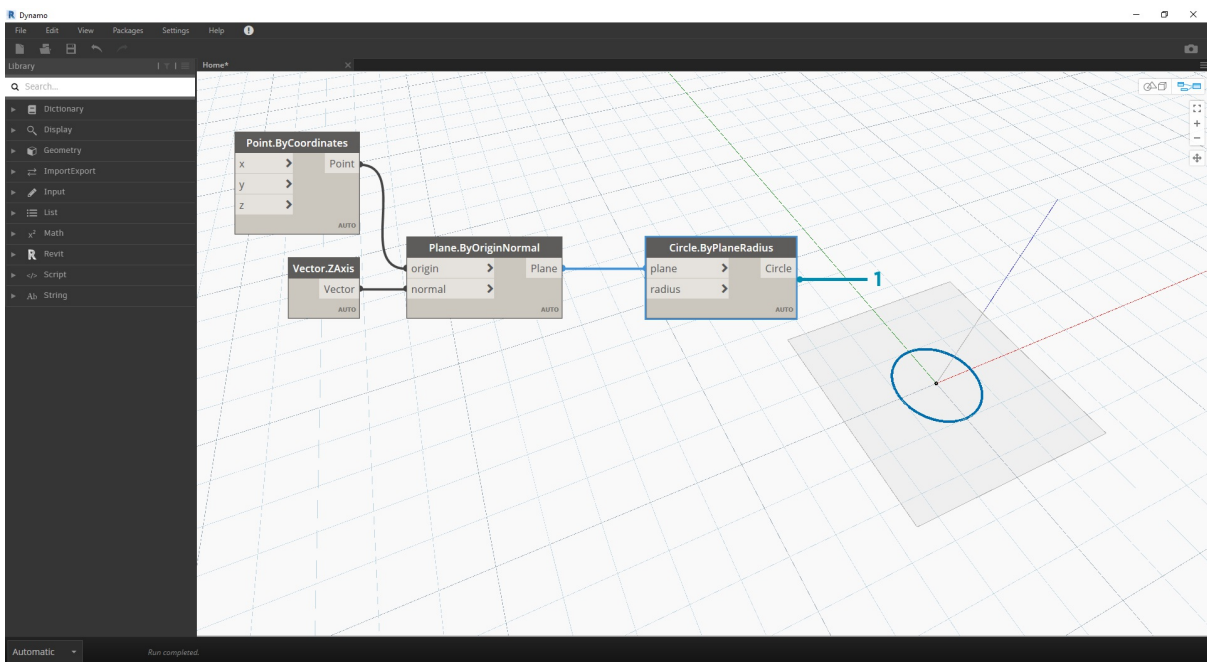 R Dynamo
File Edit View Packages Settings Help !
Library
Home*
Search...
Dictionary
Display
Geometry
ImportExport
Input
List
x² Math
R Revit
</> Script
Ab String
Point.ByCoordinates
x > Point
y >
z >
AUTO
Vector.ZAxis
Vector
AUTO
Plane.ByOriginNormal
origin > Plane
normal >
AUTO
Circle.ByPlaneRadius
plane > Circle
radius >
AUTO
1
Automatic
Run completed.